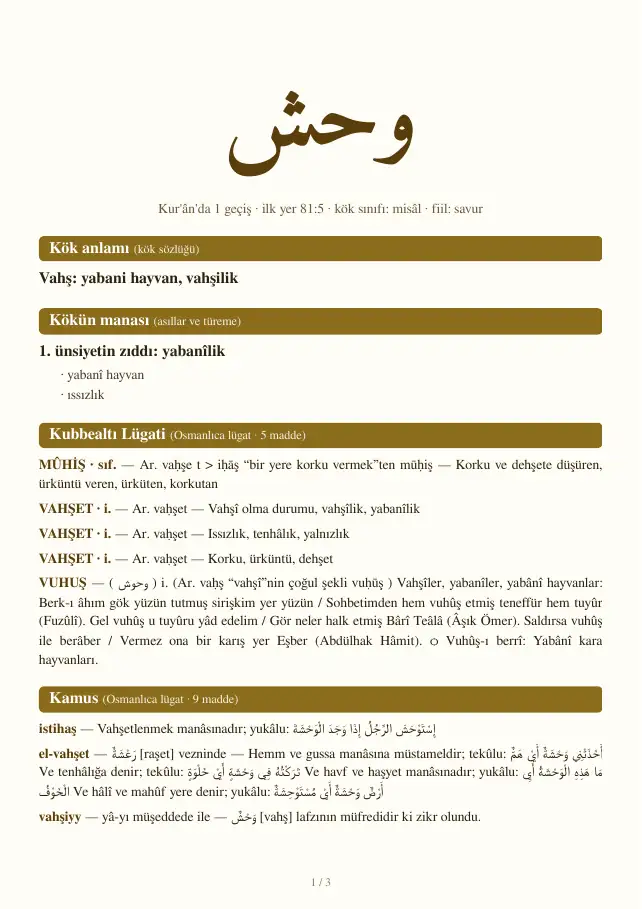 وحش
Kur'ân'da 1 geçiş · ilk yer 81:5 · kök sınıfı: misâl · fiil: savur
Kök anlamı (kök sözlüğü)
Vahş: yabani hayvan, vahşilik
Kökün manası (asıllar ve türeme)
1. ünsiyetin zıddı: yabanîlik
· yabanî hayvan
· ıssızlık
Kubbealtı Lügati (Osmanlıca lügat · 5 madde)
MÛHİŞ · sıf. — Ar. vaḥşe t > iḥāş “bir yere korku vermek”ten mūḥiş — Korku ve dehşete düşüren,
ürküntü veren, ürküten, korkutan
VAHŞET · i. — Ar. vaḥşet — Vahşî olma durumu, vahşîlik, yabanîlik
VAHŞET · i. — Ar. vaḥşet — Issızlık, tenhâlık, yalnızlık
VAHŞET · i. — Ar. vaḥşet — Korku, ürküntü, dehşet
VUHUŞ — ( وحوش ) i. (Ar. vaḥş “vahşî”nin çoğul şekli vuḥūş ) Vahşîler, yabanîler, yabânî hayvanlar:
Berk-ı âhım gök yüzün tutmuş sirişkim yer yüzün / Sohbetimden hem vuhûş etmiş teneffür hem tuyûr
(Fuzûlî). Gel vuhûş u tuyûru yâd edelim / Gör neler halk etmiş Bârî Teâlâ (Âşık Ömer). Saldırsa vuhûş
ile berâber / Vermez ona bir karış yer Eşber (Abdülhak Hâmit). ѻ Vuhûş-ı berrî: Yabânî kara
hayvanları.
Kamus (Osmanlıca lügat · 9 madde)
istihaş — Vahşetlenmek manâsınadır; yukâlu: إِسْتَوْحَشَ الرَّجُلُ إِذَا وَجَدَ الْوَحْشَةَ
el-vahşet — رَعْشَةٌ [raşet] vezninde — Hemm ve gussa manâsına müstameldir; tekûlu: أَخَذَتْنِي وَحْشَةٌ أَيْ هَمٌّ
Ve tenhâlığa denir; tekûlu: تَرَكْتُهُ فِي وَحْشَةٍ أَيْ خَلْوَةٍ Ve havf ve haşyet manâsınadır; yukâlu: مَا هَذِهِ الْوَحْشَةُ أَيِ
الْخَوْفُ Ve hâlî ve mahûf yere denir; yukâlu: أَرْضٌ وَحْشَةٌ أَيْ مُسْتَوْحِشَةٌ
vahşiyy — yâ-yı müşeddede ile — وَحْشٌ [vahş] lafzının müfredidir ki zikr olundu.
1 / 3